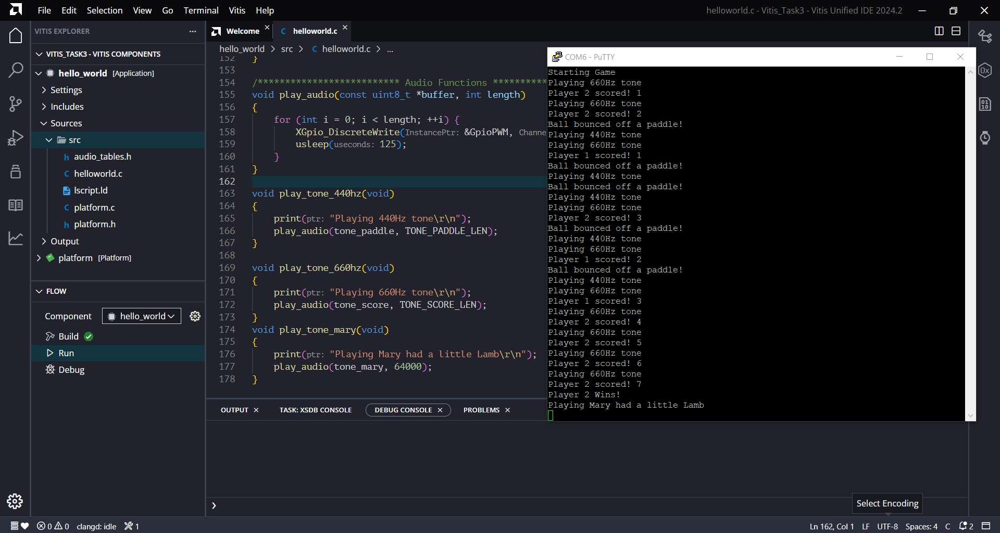 File Edit Selection View Go Terminal Vitis Help
helloworld.c - Vitis_Task3 - Vitis Unified IDE 2024.2
VITIS EXPLORER
VITIS_TASK3 - VITIS COMPONENTS
hello_world [Application]
Settings
Includes
Sources
src
h audio_tables.h
C helloworld.c
lscript.ld
C platform.c
h platform.h
Output
platform [Platform]
FLOW
Component hello_world
Build
Run
Debug
Welcome
C helloworld.c
hello_world > src > C helloworld.c > ...
152 }
153
154 /************************** Audio Functions **********
155 void play_audio(const uint8_t *buffer, int length)
156 {
157 for (int i = 0; i < length; ++i) {
158 XGpio_DiscreteWrite(InstancePtr: &GpioPWM, Channe
159 usleep(useconds: 125);
160 }
161 }
162
163 void play_tone_440hz(void)
164 {
165 print(ptr: "Playing 440Hz tone\r\n");
166 play_audio(tone_paddle, TONE_PADDLE_LEN);
167 }
168
169 void play_tone_660hz(void)
170 {
171 print(ptr: "Playing 660Hz tone\r\n");
172 play_audio(tone_score, TONE_SCORE_LEN);
173 }
174 void play_tone_mary(void)
175 {
176 print(ptr: "Playing Mary had a little Lamb\r\n");
177 play_audio(tone_mary, 64000);
178 }
OUTPUT
TASK: XSDB CONSOLE
DEBUG CONSOLE
PROBLEMS
COM6 - PuTTY
Starting Game
Playing 660Hz tone
Player 2 scored! 1
Playing 660Hz tone
Player 2 scored! 2
Ball bounced off a paddle!
Playing 440Hz tone
Playing 660Hz tone
Player 1 scored! 1
Ball bounced off a paddle!
Playing 440Hz tone
Ball bounced off a paddle!
Playing 440Hz tone
Playing 660Hz tone
Player 2 scored! 3
Ball bounced off a paddle!
Playing 440Hz tone
Playing 660Hz tone
Player 1 scored! 2
Ball bounced off a paddle!
Playing 440Hz tone
Playing 660Hz tone
Player 1 scored! 3
Playing 660Hz tone
Player 2 scored! 4
Playing 660Hz tone
Player 2 scored! 5
Playing 660Hz tone
Player 2 scored! 6
Playing 660Hz tone
Player 2 scored! 7
Player 2 Wins!
Playing Mary had a little Lamb
0x
01
10
Select Encoding
0 0 clangd: idle 1
Ln 162, Col 1 LF UTF-8 Spaces: 4 C 2